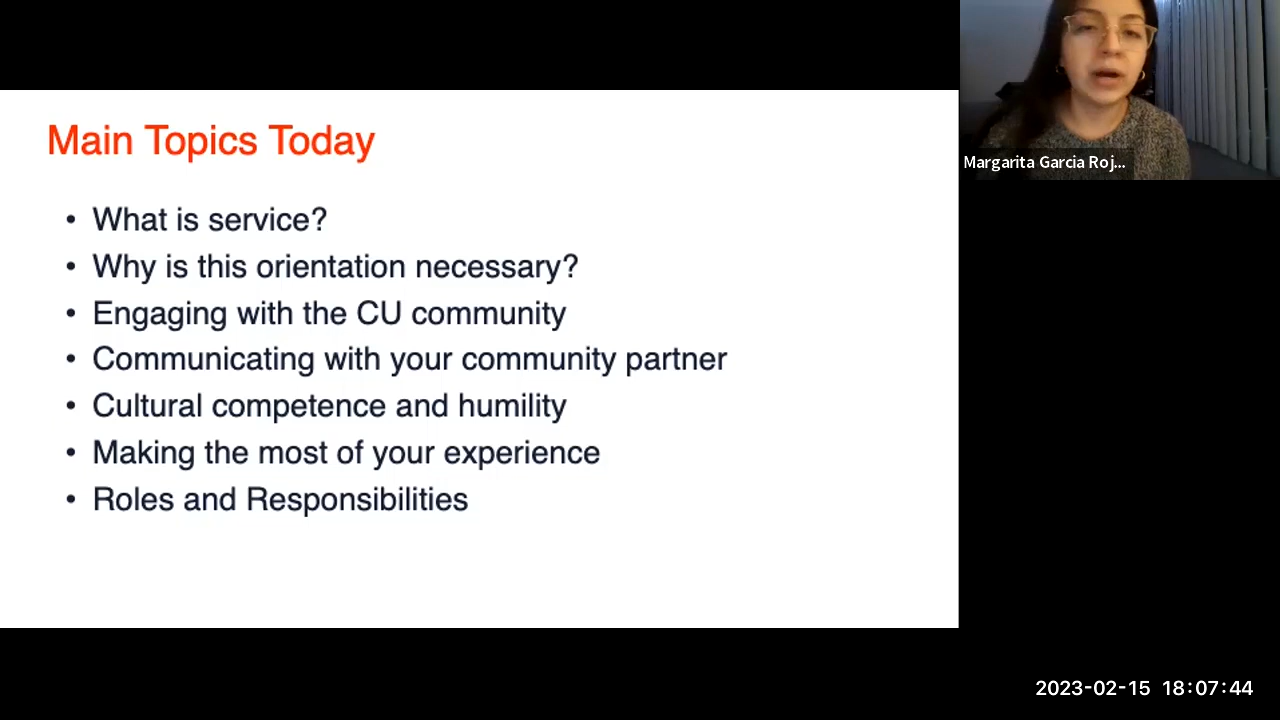 Main Topics Today
• What is service?
• Why is this orientation necessary?
• Engaging with the CU community
• Communicating with your community partner
• Cultural competence and humility
• Making the most of your experience
• Roles and Responsibilities
Margarita Garcia Roj...
2023-02-15 18:07:44